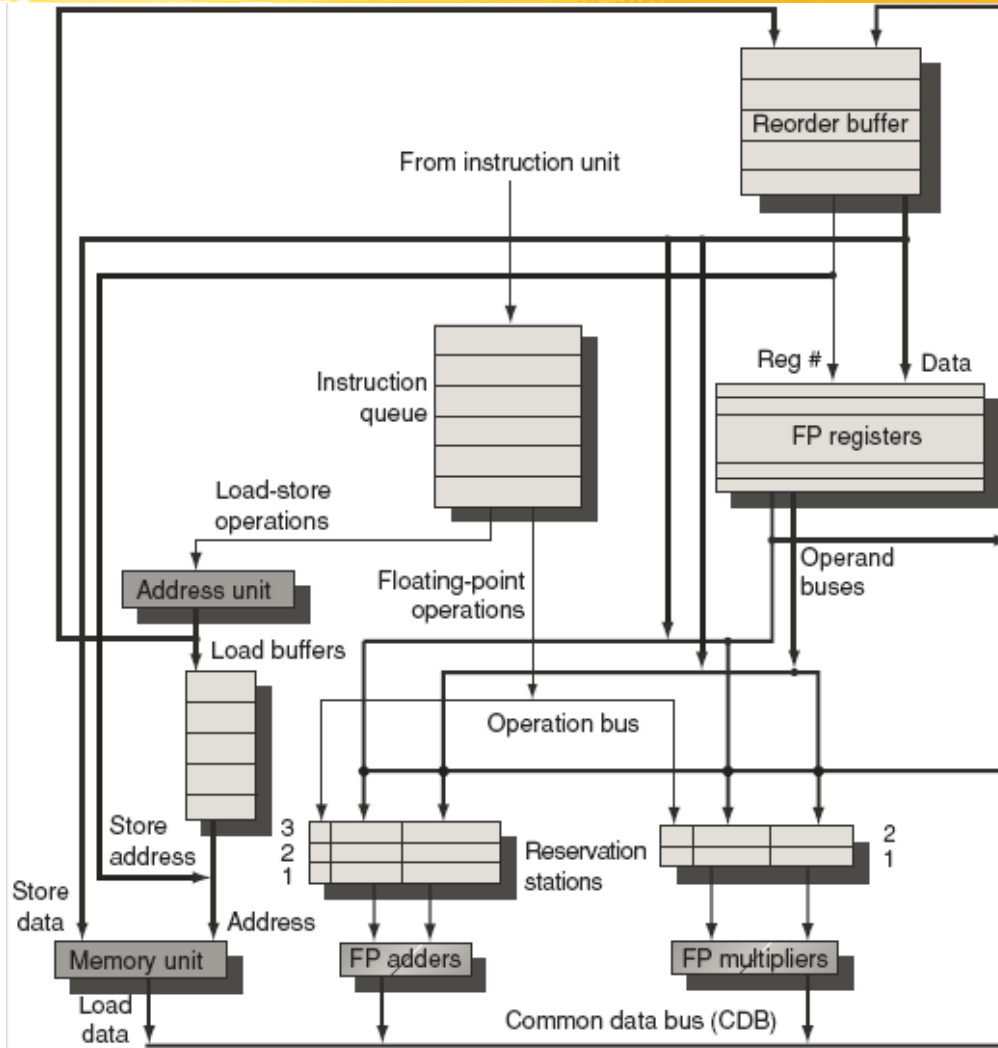 Reorder buffer
From instruction unit
Reg #
Data
Instruction
queue
FP registers
Load-store
operations
Operand
buses
Address unit
Floating-point
operations
Load buffers
Operation bus
Store
address
3
2
1
Reservation
stations
2
1
Store
data
Address
Memory unit
FP adders
FP multipliers
Load
data
Common data bus (CDB)